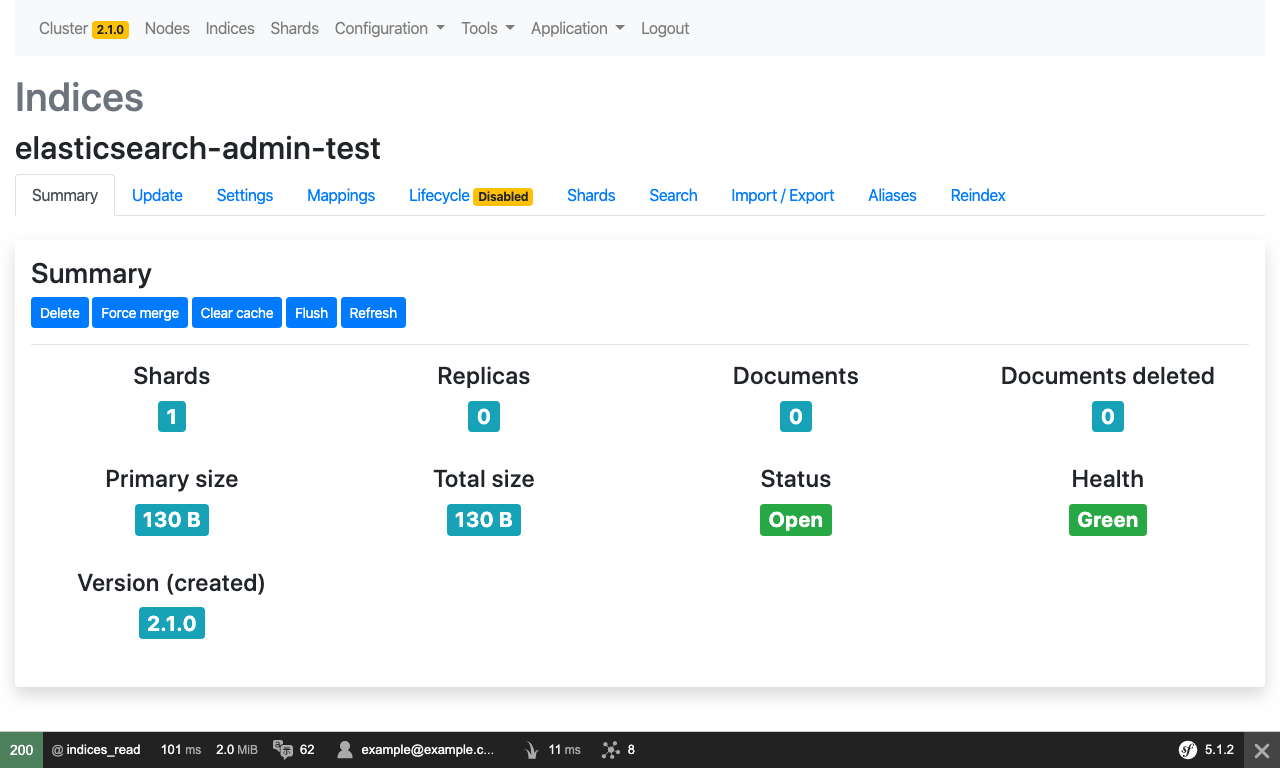 Cluster 2.1.0 Nodes Indices Shards Configuration Tools Application Logout
Indices
elasticsearch-admin-test
Summary Update Settings Mappings Lifecycle Disabled Shards Search Import / Export Aliases Reindex
Summary
Delete Force merge Clear cache Flush Refresh
Shards Replicas Documents Documents deleted
1 0 0 0
Primary size Total size Status Health
130 B 130 B Open Green
Version (created)
2.1.0
200 @ indices_read 101 ms 2.0 MiB 62 example@example.c... 11 ms 8 sf 5.1.2